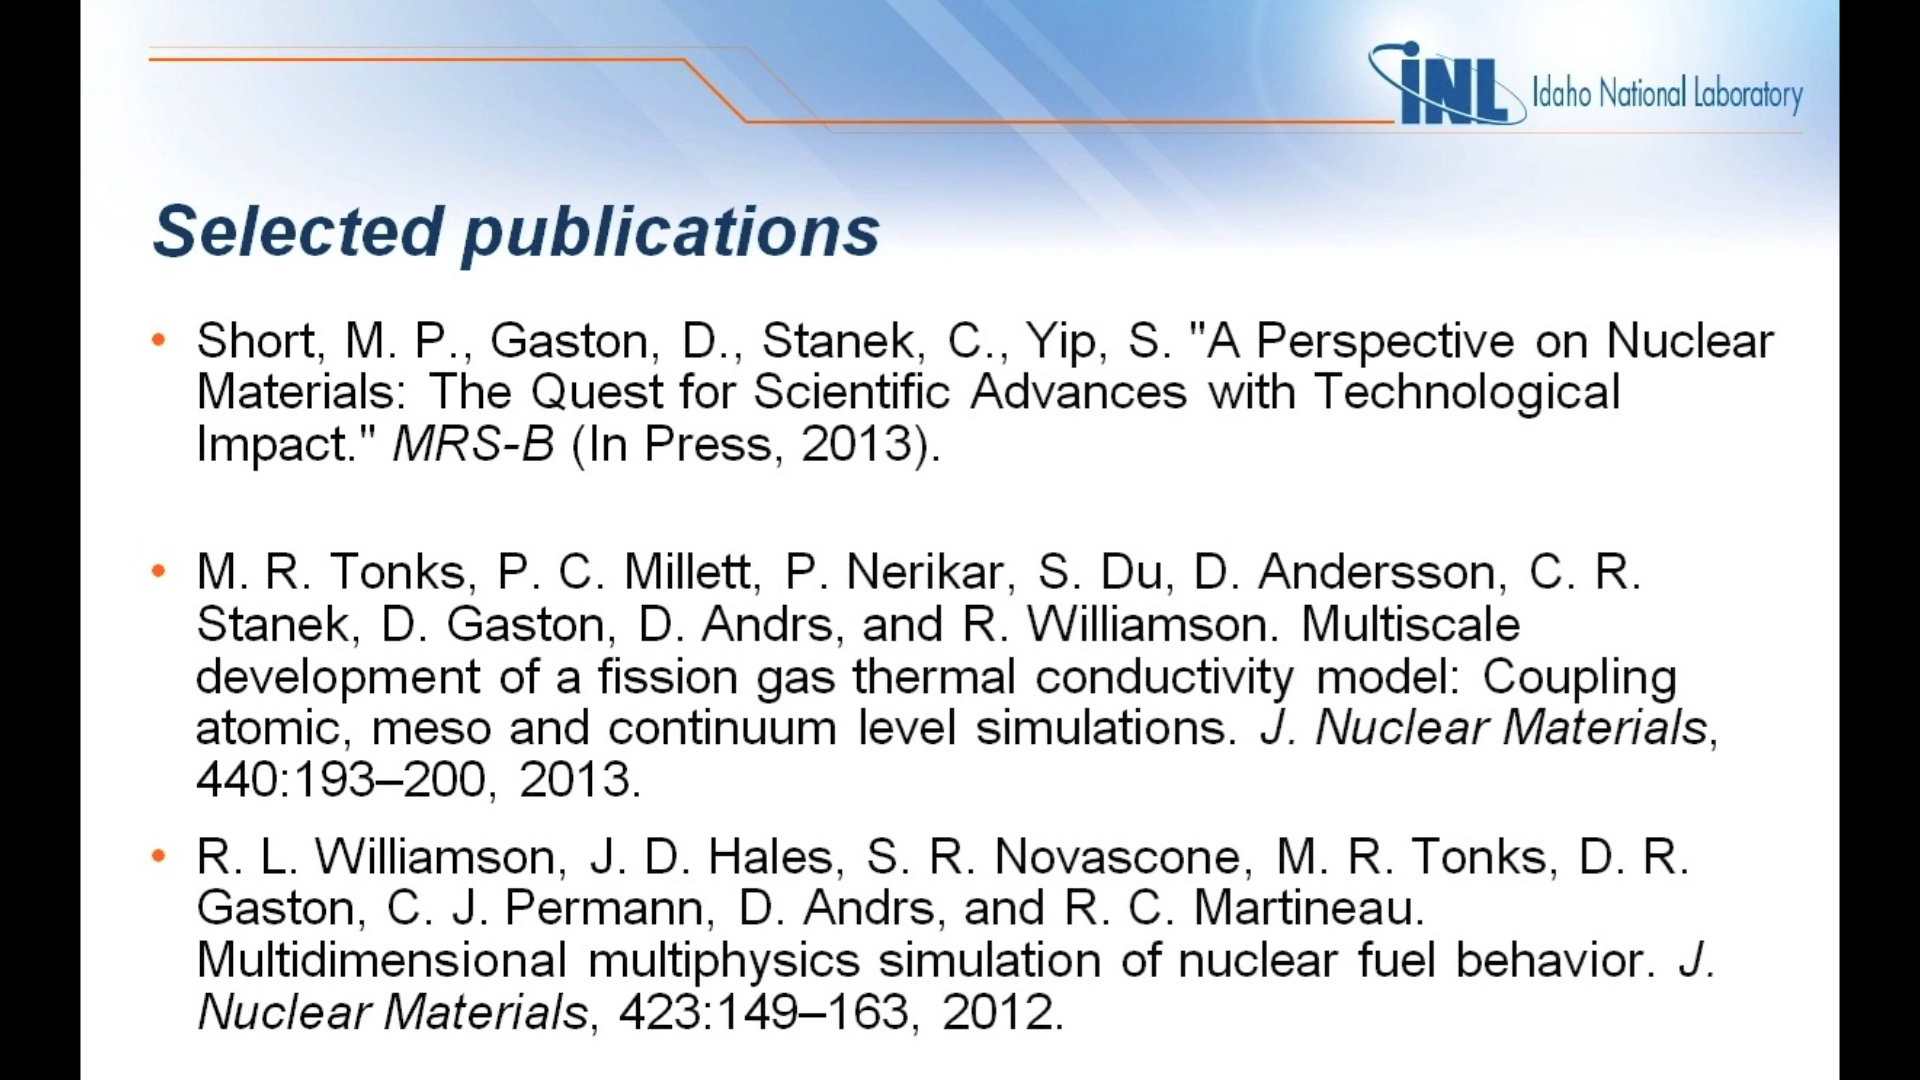 iNL Idaho National Laboratory
Selected publications
• Short, M. P., Gaston, D., Stanek, C., Yip, S. "A Perspective on Nuclear
Materials: The Quest for Scientific Advances with Technological
Impact." MRS-B (In Press, 2013).
• M. R. Tonks, P. C. Millett, P. Nerikar, S. Du, D. Andersson, C. R.
Stanek, D. Gaston, D. Andrs, and R. Williamson. Multiscale
development of a fission gas thermal conductivity model: Coupling
atomic, meso and continuum level simulations. J. Nuclear Materials,
440:193–200, 2013.
• R. L. Williamson, J. D. Hales, S. R. Novascone, M. R. Tonks, D. R.
Gaston, C. J. Permann, D. Andrs, and R. C. Martineau.
Multidimensional multiphysics simulation of nuclear fuel behavior. J.
Nuclear Materials, 423:149–163, 2012.